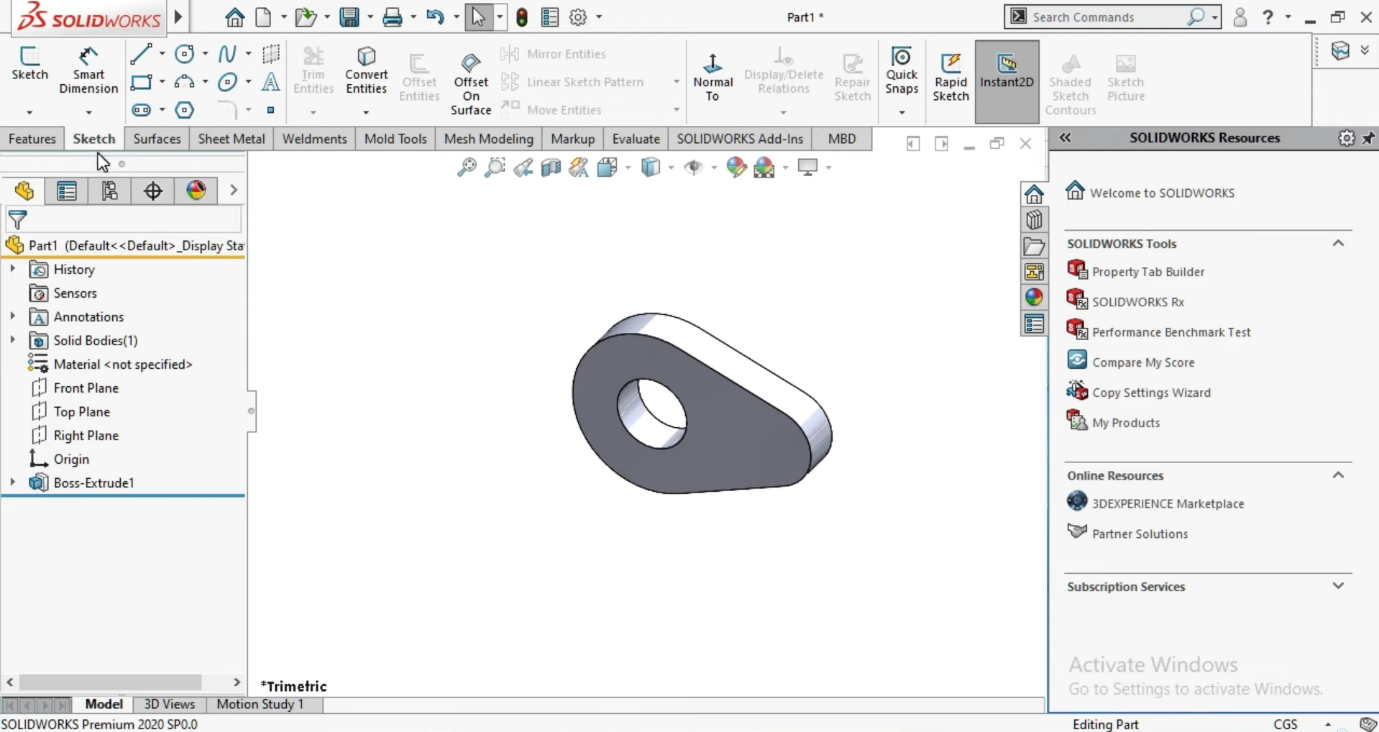 SOLIDWORKS
Part1 *
Search Commands
Sketch
Smart Dimension
Trim Entities
Convert Entities
Offset Entities
Offset On Surface
Mirror Entities
Linear Sketch Pattern
Move Entities
Normal To
Display/Delete Relations
Repair Sketch
Quick Snaps
Rapid Sketch
Instant2D
Shaded Sketch Contours
Sketch Picture
Features
Sketch
Surfaces
Sheet Metal
Weldments
Mold Tools
Mesh Modeling
Markup
Evaluate
SOLIDWORKS Add-Ins
MBD
SOLIDWORKS Resources
Part1 (Default<<Default>_Display Sta
History
Sensors
Annotations
Solid Bodies(1)
Material <not specified>
Front Plane
Top Plane
Right Plane
Origin
Boss-Extrude1
*Trimetric
Welcome to SOLIDWORKS
SOLIDWORKS Tools
Property Tab Builder
SOLIDWORKS Rx
Performance Benchmark Test
Compare My Score
Copy Settings Wizard
My Products
Online Resources
3DEXPERIENCE Marketplace
Partner Solutions
Subscription Services
Activate Windows
Go to Settings to activate Windows.
Model
3D Views
Motion Study 1
SOLIDWORKS Premium 2020 SP0.0
Editing Part
CGS